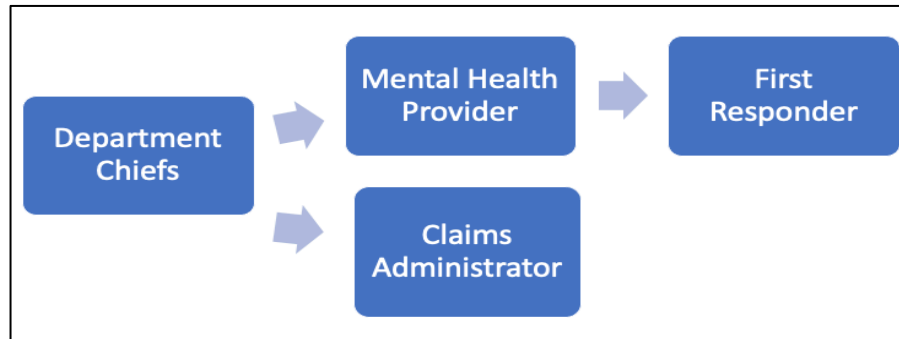 Department
Chiefs
Mental Health
Provider
First
Responder
Claims
Administrator